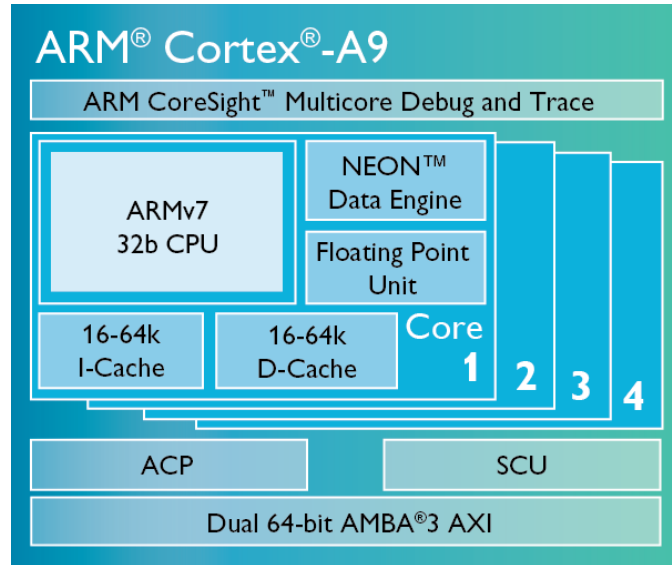 ARM® Cortex®-A9
ARM CoreSight™ Multicore Debug and Trace
ARMv7
32b CPU
NEON™
Data Engine
Floating Point
Unit
16-64k
I-Cache
16-64k
D-Cache
Core
1
2
3
4
ACP
SCU
Dual 64-bit AMBA®3 AXI